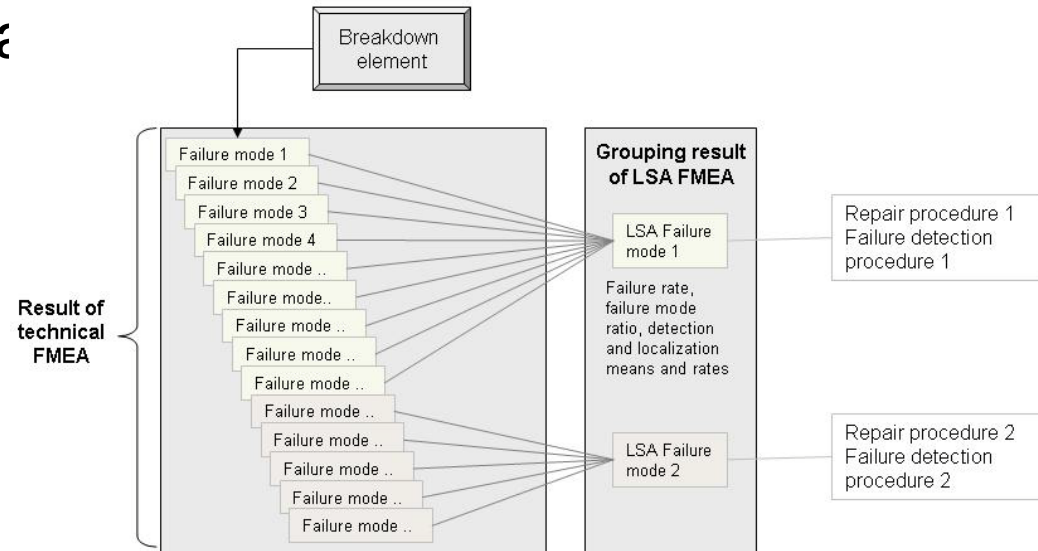 Breakdown
element
Failure mode 1
Failure mode 2
Failure mode 3
Failure mode 4
Failure mode ..
Failure mode..
Failure mode ..
Failure mode ..
Failure mode ..
Failure mode ..
Failure mode ..
Failure mode ..
Failure mode ..
Failure mode ..
Result of
technical
FMEA
Grouping result
of LSA FMEA
LSA Failure
mode 1
Failure rate,
failure mode
ratio, detection
and localization
means and rates
LSA Failure
mode 2
Repair procedure 1
Failure detection
procedure 1
Repair procedure 2
Failure detection
procedure 2